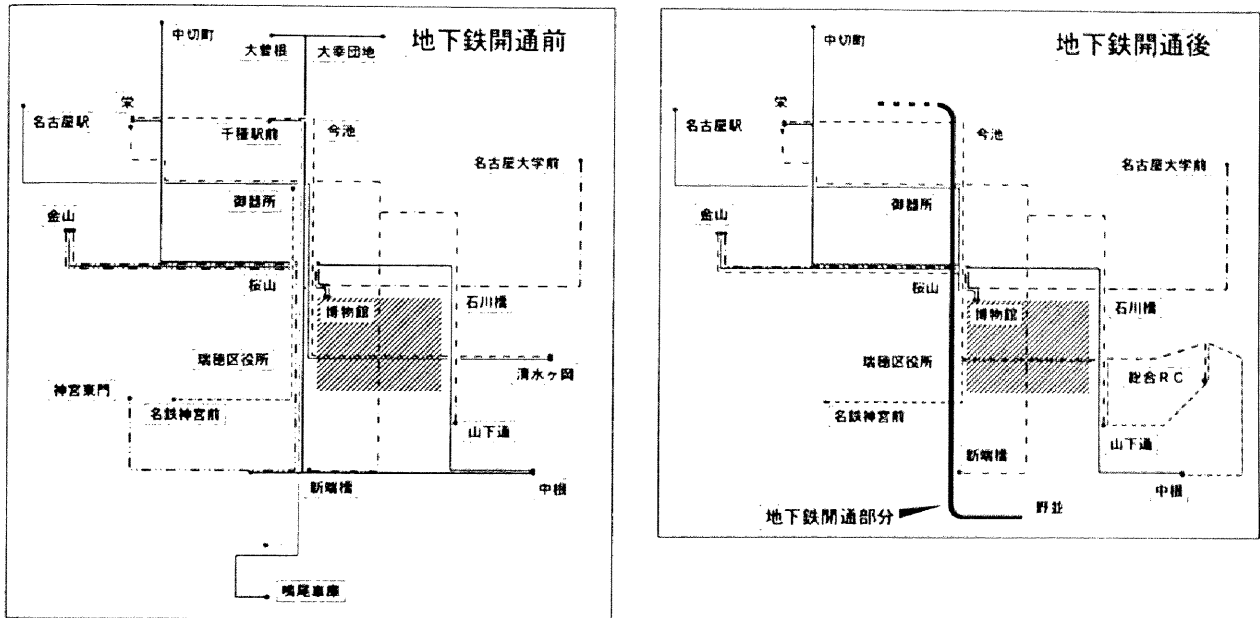 地下鉄開通前
中切町
大曽根
大幸団地
栄
名古屋駅
千種駅前
今池
名古屋大学前
御器所
金山
桜山
石川橋
博物館
瑞穂区役所
清水ヶ岡
神宮東門
名鉄神宮前
山下通
新瑞橋
中根
鳴尾車庫
地下鉄開通後
中切町
栄
名古屋駅
今池
名古屋大学前
御器所
金山
桜山
石川橋
博物館
瑞穂区役所
総合RC
名鉄神宮前
山下通
新瑞橋
中根
地下鉄開通部分
野並